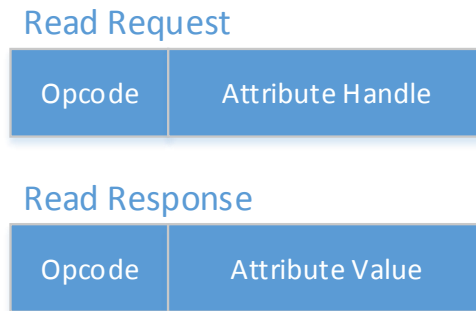 Read Request
Opcode Attribute Handle
Read Response
Opcode Attribute Value